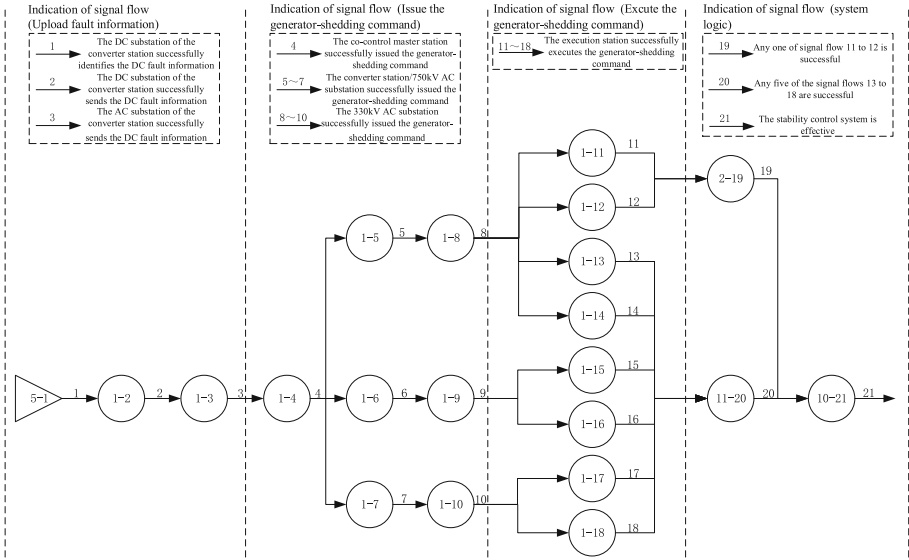 Indication of signal flow
(Upload fault information)
1
The DC substation of the
converter station successfully
identifies the DC fault information
2
The DC substation of the
converter station successfully
sends the DC fault information
3
The AC substation of the
converter station successfully
sends the DC fault information
Indication of signal flow (Issue the
generator-shedding command)
4
The co-control master station
successfully issued the generator-
shedding command
5～7
The converter station/750kV AC
substation successfully issued the
generator-shedding command
8～10
The 330kV AC substation
successfully issued the generator-
shedding command
Indication of signal flow (Excute the
generator-shedding command)
11～18
The execution station successfully
executes the generator-shedding
command
Indication of signal flow (system
logic)
19
Any one of signal flow 11 to 12 is
successful
20
Any five of the signal flows 13 to
18 are successful
21
The stability control system is
effective
1-11
11
2-19
19
1-12
12
1-5
5
1-8
8
1-13
13
1-14
14
1-15
15
5-1
1
1-2
2
1-3
3
1-4
4
1-6
6
1-9
9
11-20
20
10-21
21
1-16
16
1-17
17
1-7
7
1-10
10
1-18
18